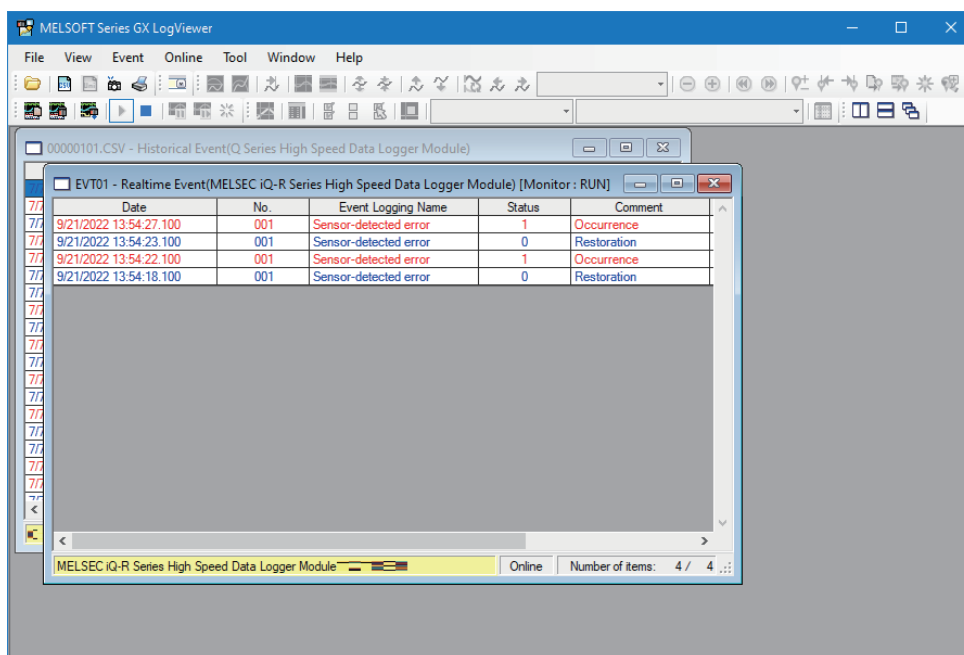 MELSOFT Series GX LogViewer
File View Event Online Tool Window Help
00000101.CSV - Historical Event(Q Series High Speed Data Logger Module)
EVT01 - Realtime Event(MELSEC iQ-R Series High Speed Data Logger Module) [Monitor : RUN]
Date No. Event Logging Name Status Comment
9/21/2022 13:54:27.100 001 Sensor-detected error 1 Occurrence
9/21/2022 13:54:23.100 001 Sensor-detected error 0 Restoration
9/21/2022 13:54:22.100 001 Sensor-detected error 1 Occurrence
9/21/2022 13:54:18.100 001 Sensor-detected error 0 Restoration
MELSEC iQ-R Series High Speed Data Logger Module Online Number of items: 4 / 4